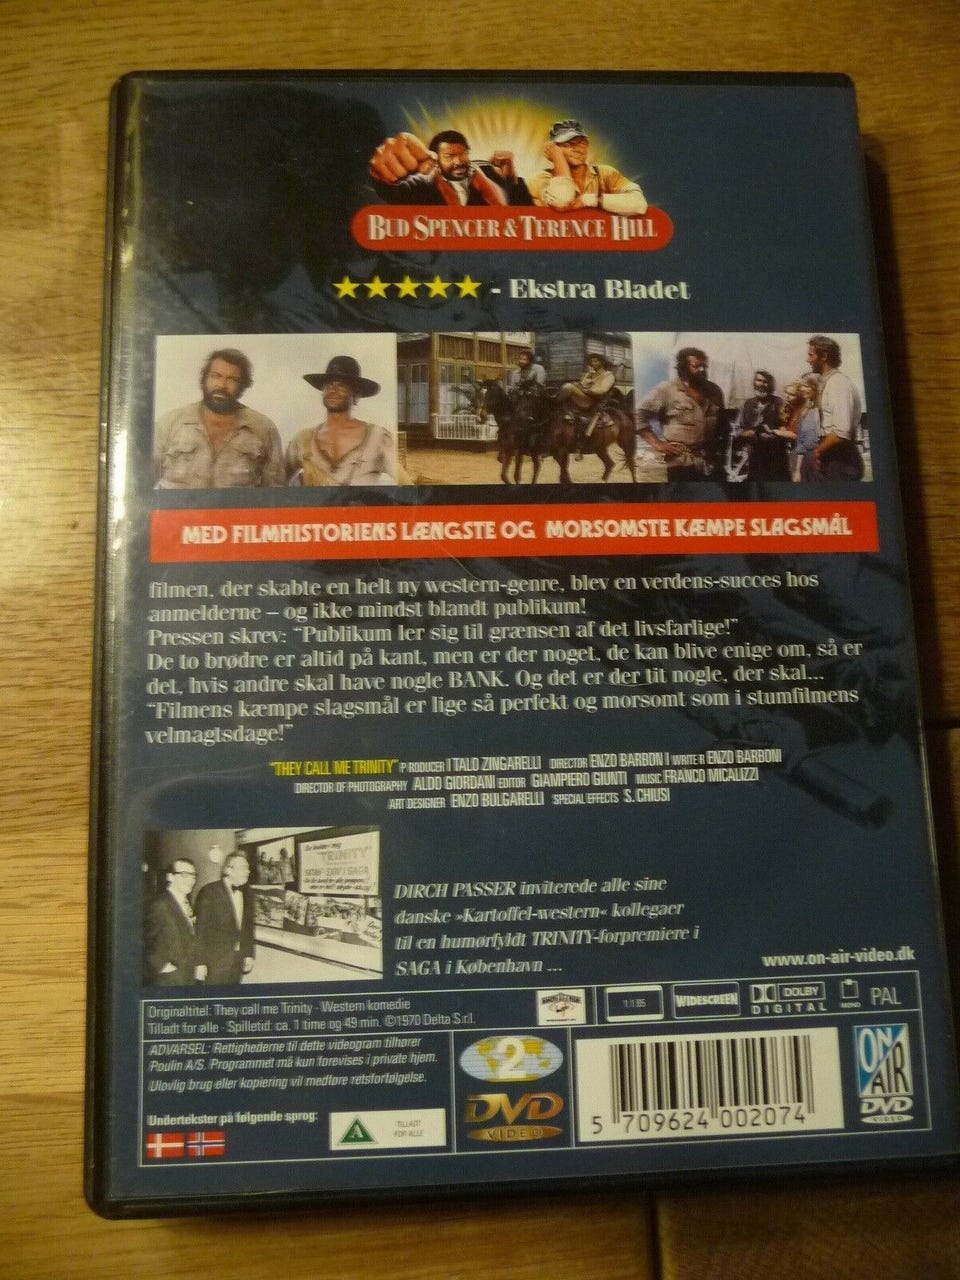 BUD SPENCER & TERENCE HILL
★★★★★ - Ekstra Bladet
MED FILMHISTORIENS LÆNGSTE OG MORSOMSTE KÆMPE SLAGSMÅL
filmen, der skabte en helt ny western-genre, blev en verdens-succes hos
anmelderne – og ikke mindst blandt publikum!
Pressen skrev: "Publikum ler sig til grænsen af det livsfarlige!"
De to brødre er altid på kant, men er der noget, de kan blive enige om, så er
det, hvis andre skal have nogle BANK. Og det er der tit nogle, der skal...
"Filmens kæmpe slagsmål er lige så perfekt og morsomt som i stumfilmens
velmagtsdage!"
"THEY CALL ME TRINITY" PRODUCER ITALO ZINGARELLI DIRECTOR ENZO BARBONI WRITER ENZO BARBONI
DIRECTOR OF PHOTOGRAPHY ALDO GIORDANI EDITOR GIAMPIERO GIUNTI MUSIC FRANCO MICALIZZI
ART DESIGNER ENZO BULGARELLI SPECIAL EFFECTS S. CHIUSI
TRINITY
DIRCH PASSER inviterede alle sine
danske »Kartoffel-western« kollegaer
til en humørfyldt TRINITY-forpremiere i
SAGA i København ...
www.on-air-video.dk
Originaltitel: They call me Trinity · Western komedie
Tilladt for alle · Spilletid: ca. 1 time og 49 min. ©1970 Delta S.r.l.
1:1.85
WIDESCREEN
DOLBY
DIGITAL
MONO
PAL
ADVARSEL: Rettighederne til dette videogram tilhører
Poulin A/S. Programmet må kun forevises i private hjem.
Ulovlig brug eller kopiering vil medføre retsforfølgelse.
Undertekster på følgende sprog:
A
TILLADT
FOR ALLE
2
DVD
VIDEO
5 709624 002074
ON
AIR
DVD
VIDEO